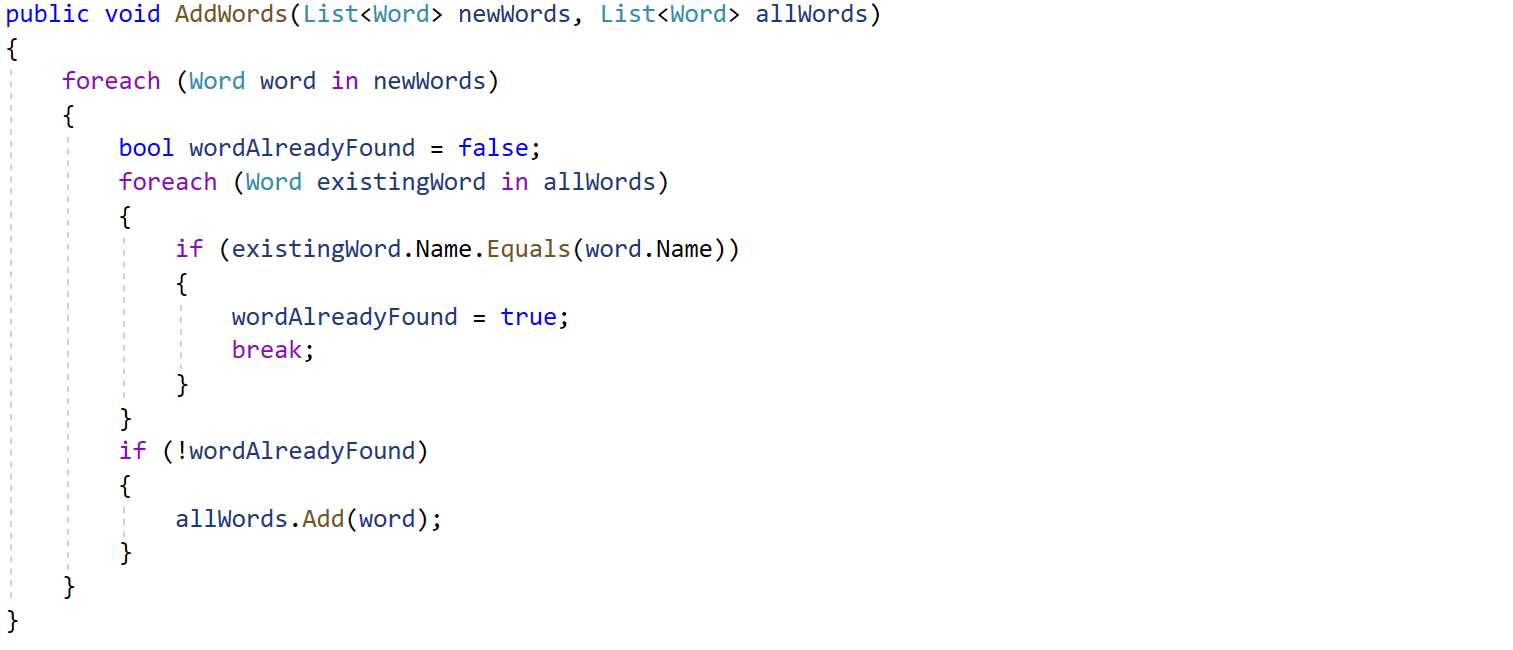 public void AddWords(List<Word> newWords, List<Word> allWords)
{
    foreach (Word word in newWords)
    {
        bool wordAlreadyFound = false;
        foreach (Word existingWord in allWords)
        {
            if (existingWord.Name.Equals(word.Name))
            {
                wordAlreadyFound = true;
                break;
            }
        }
        if (!wordAlreadyFound)
        {
            allWords.Add(word);
        }
    }
}